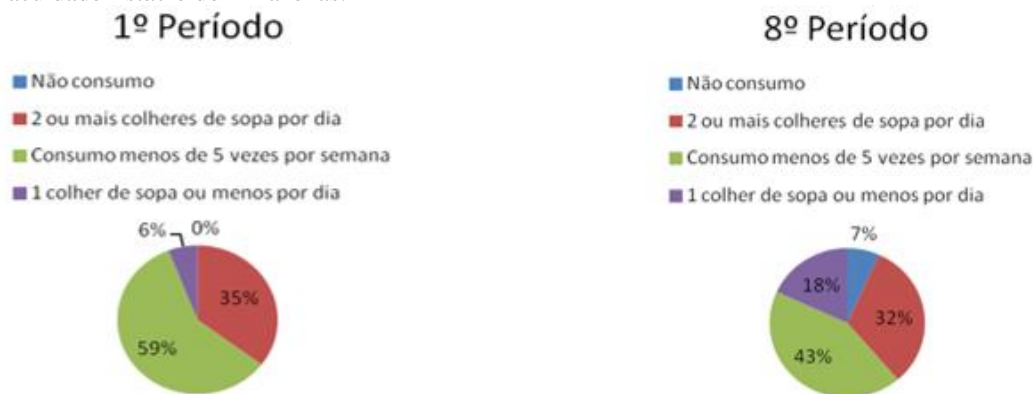 1º Período
Não consumo
2 ou mais colheres de sopa por dia
Consumo menos de 5 vezes por semana
1 colher de sopa ou menos por dia
6%
0%
35%
59%
8º Período
Não consumo
2 ou mais colheres de sopa por dia
Consumo menos de 5 vezes por semana
1 colher de sopa ou menos por dia
7%
18%
32%
43%